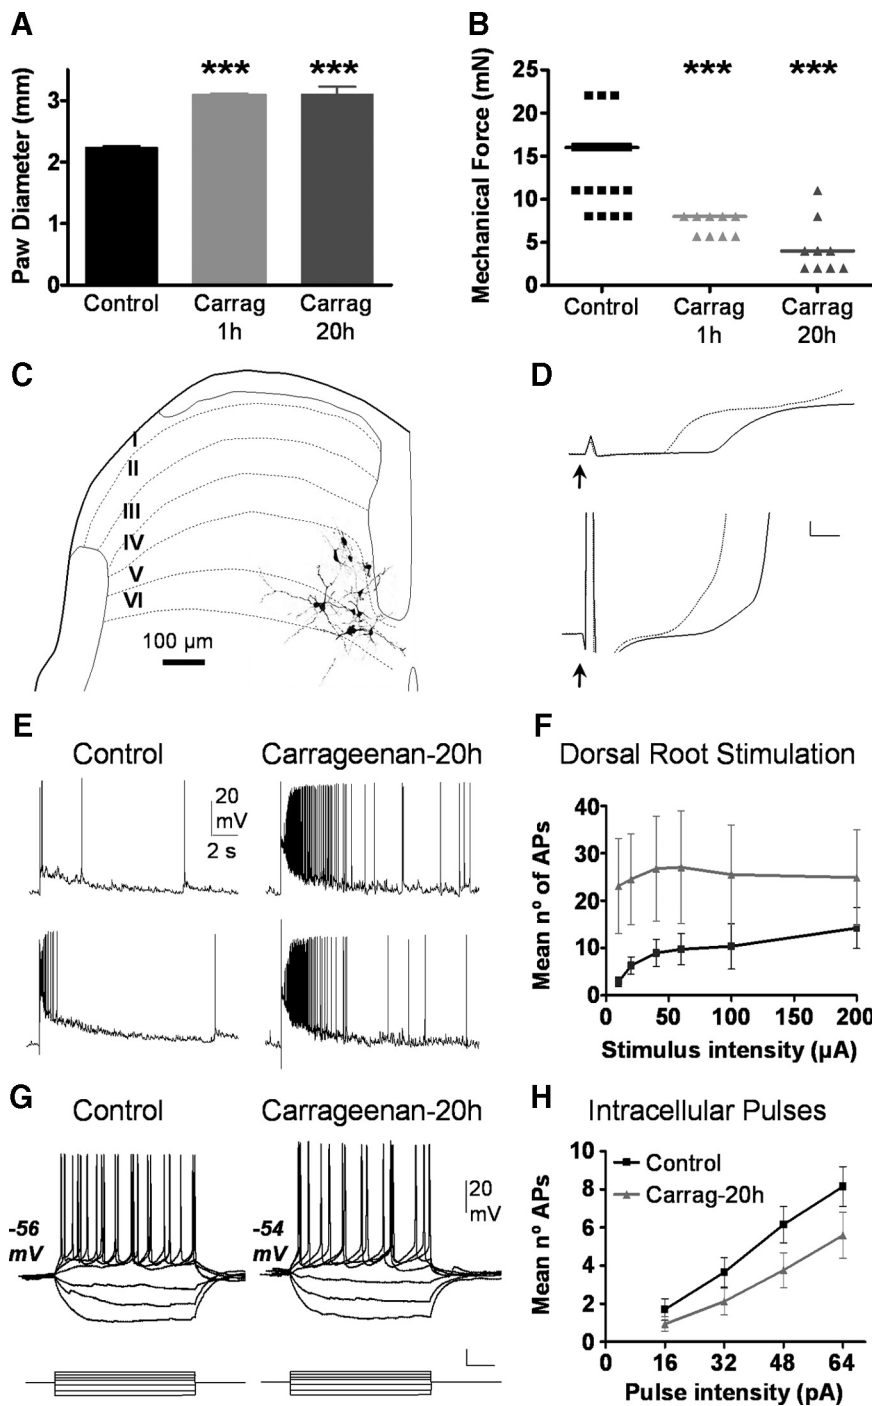 A
Paw Diameter (mm)
3
2
1
0
***
***
Control
Carrag
1h
Carrag
20h
B
Mechanical Force (mN)
25
20
15
10
5
0
***
***
Control
Carrag
1h
Carrag
20h
C
I
II
III
IV
V
VI
100 µm
D
E
Control
Carrageenan-20h
20
mV
2 s
F
Dorsal Root Stimulation
Mean nº of APs
40
30
20
10
0
0 50 100 150 200
Stimulus intensity (µA)
G
Control
Carrageenan-20h
-56
mV
-54
mV
20
mV
H
Intracellular Pulses
Mean nº APs
10
8
6
4
2
0
Control
Carrag-20h
0 16 32 48 64
Pulse intensity (pA)